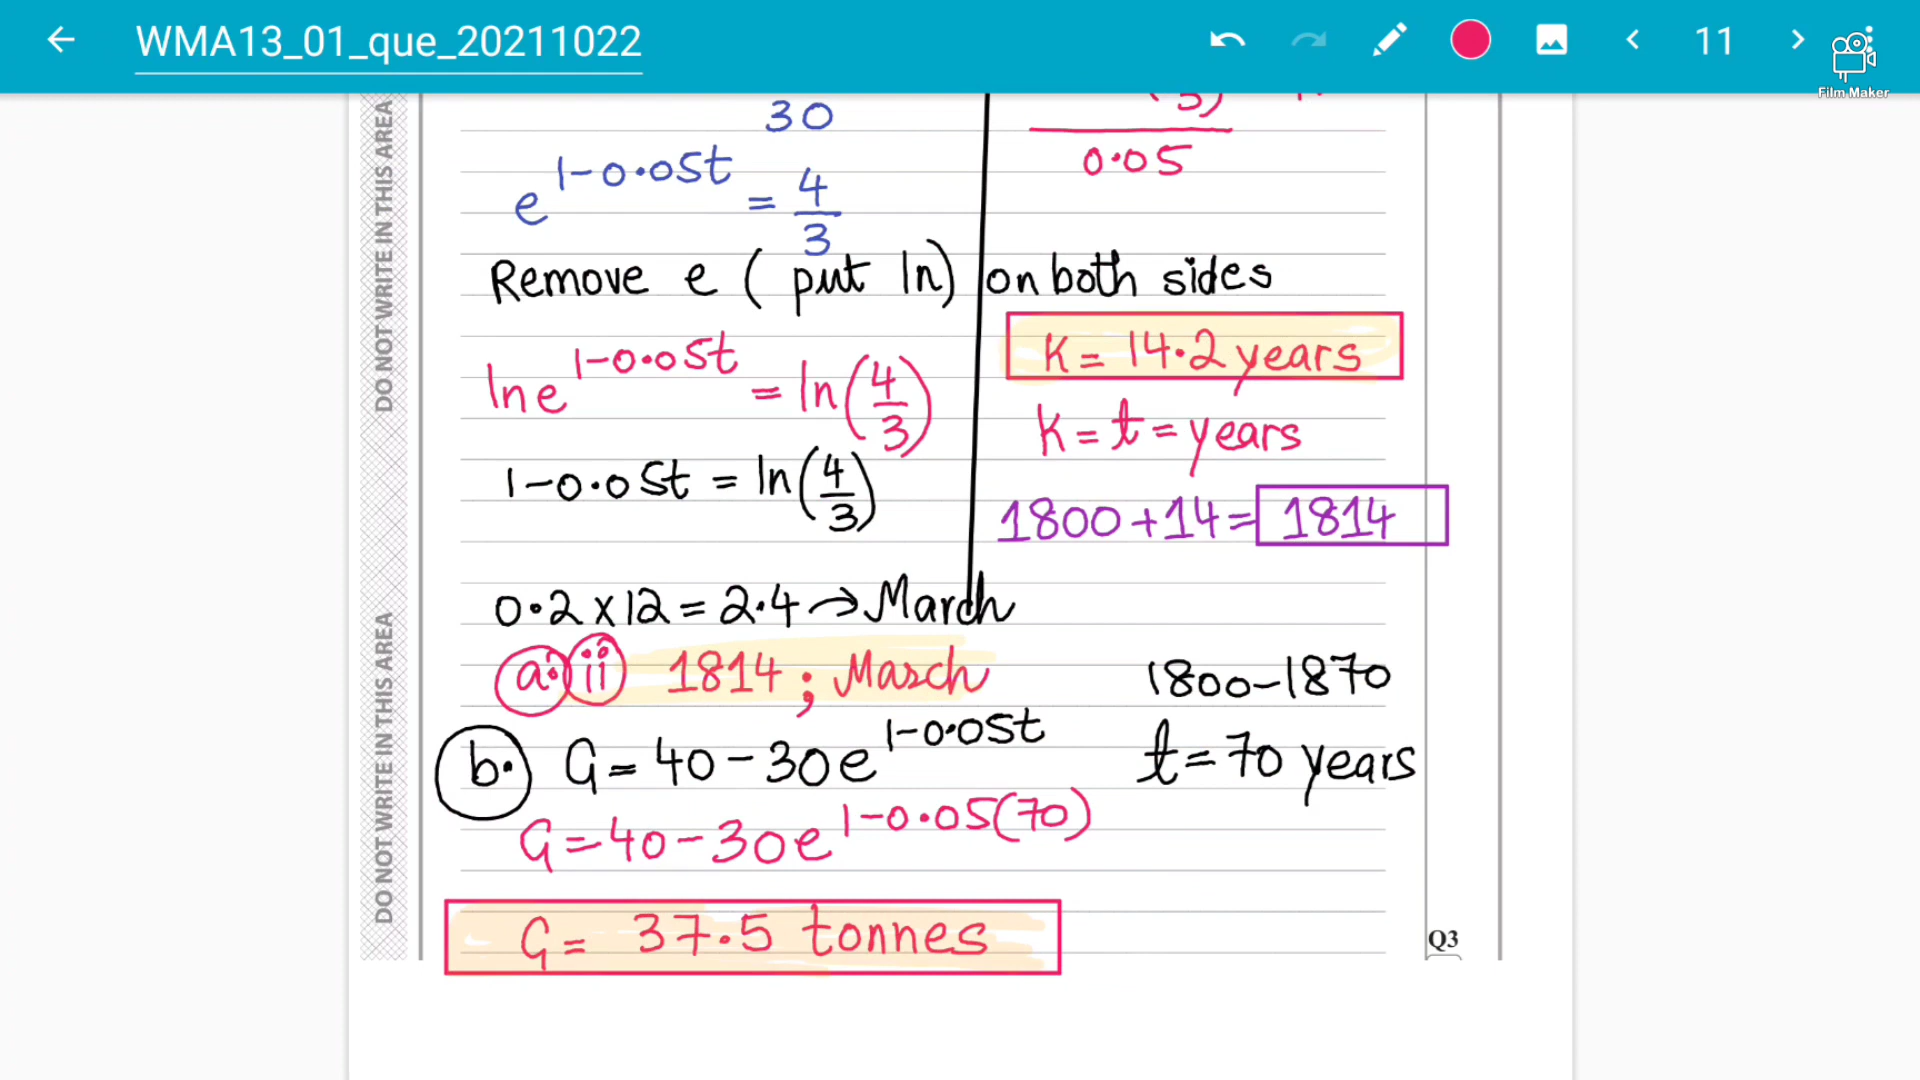 WMA13_01_que_20211022
11
Film Maker
DO NOT WRITE IN THIS AREA
DO NOT WRITE IN THIS AREA
30
e^{1-0.05t} = 4/3
Remove e ( put ln) on both sides
ln e^{1-0.05t} = ln(4/3)
1-0.05t = ln(4/3)
0.05
K = 14.2 years
K = t = years
1800+14= 1814
0.2 x 12 = 2.4 → March
a. ii 1814 ; March
1800-1870
b. G = 40 - 30e^{1-0.05t}
t = 70 years
G = 40 - 30e^{1-0.05(70)}
G = 37.5 tonnes
Q3